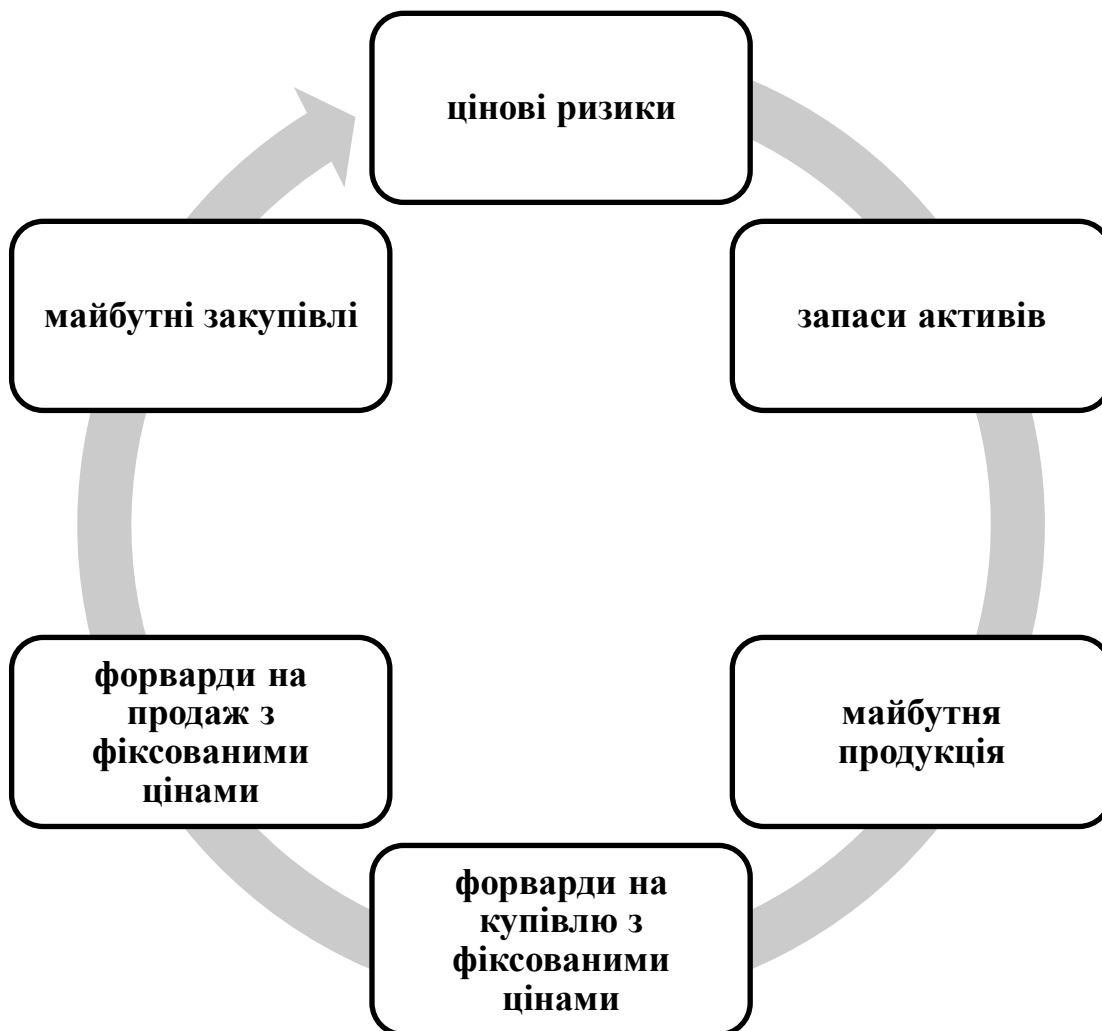 цінові ризики
запаси активів
майбутня
продукція
форварди на
купівлю з
фіксованими
цінами
форварди на
продаж з
фіксованими
цінами
майбутні закупівлі